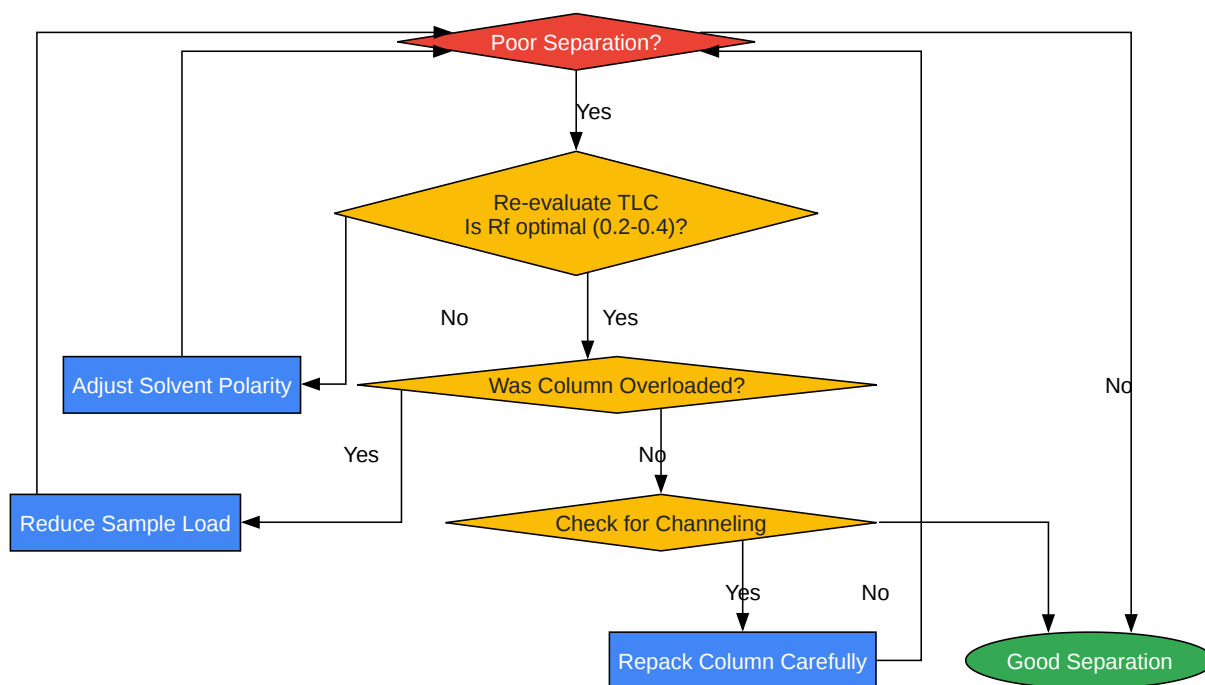 Poor Separation?
Yes
Re-evaluate TLC
Is Rf optimal (0.2-0.4)?
No
Yes
Adjust Solvent Polarity
Was Column Overloaded?
No
Yes
No
Reduce Sample Load
Check for Channeling
Yes
No
Repack Column Carefully
Good Separation